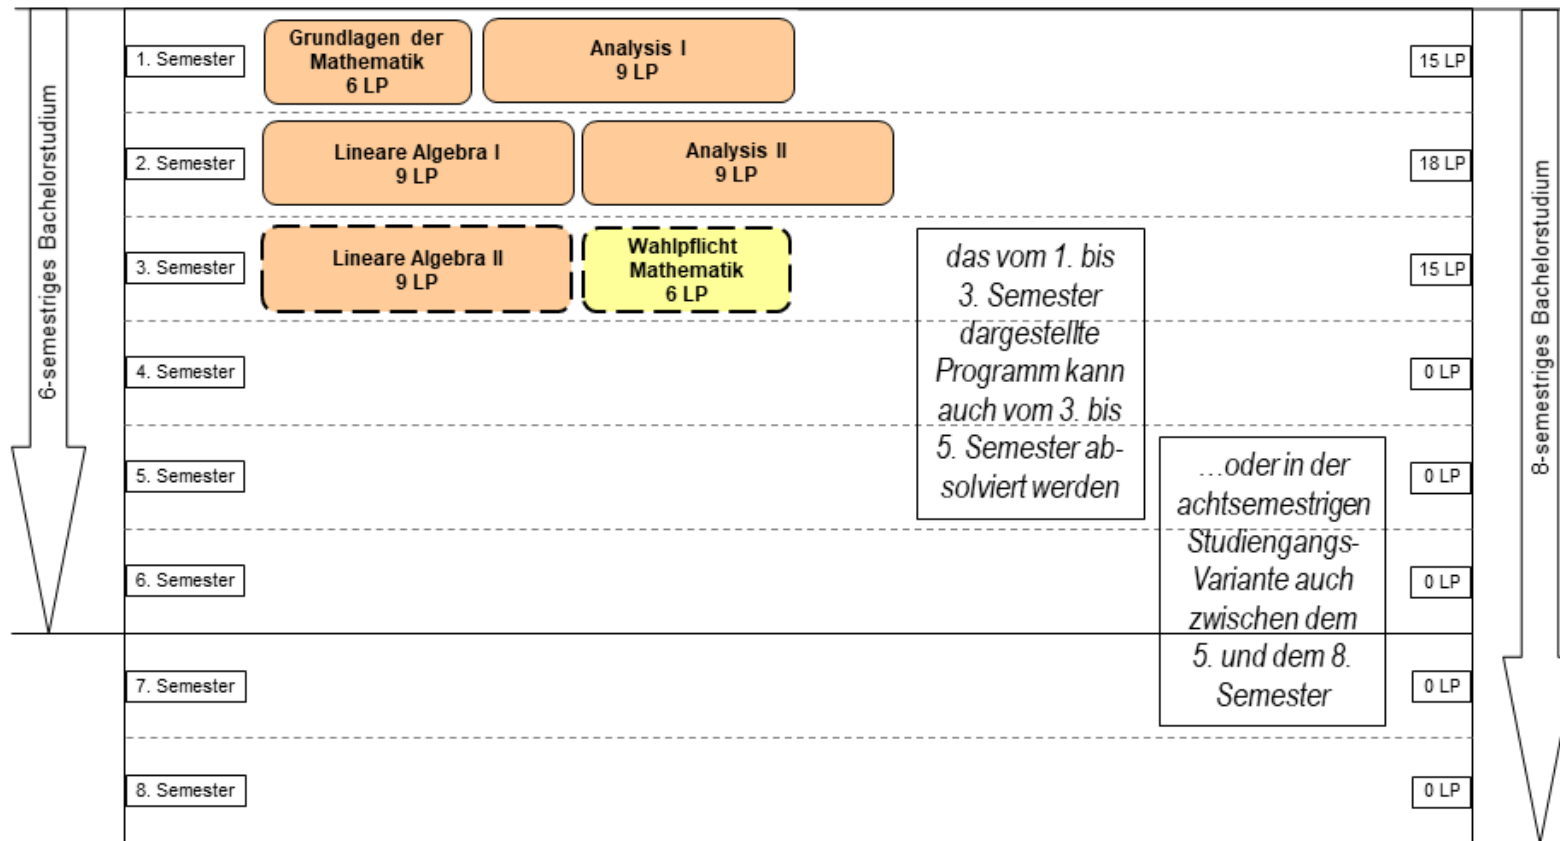 6-semestriges Bachelorstudium
1. Semester
Grundlagen der
Mathematik
6 LP
Analysis I
9 LP
15 LP
2. Semester
Lineare Algebra I
9 LP
Analysis II
9 LP
18 LP
3. Semester
Lineare Algebra II
9 LP
Wahlpflicht
Mathematik
6 LP
15 LP
das vom 1. bis
3. Semester
dargestellte
Programm kann
auch vom 3. bis
5. Semester ab-
solviert werden
4. Semester
0 LP
5. Semester
0 LP
...oder in der
achtsemestrigen
Studiengangs-
Variante auch
zwischen dem
5. und dem 8.
Semester
6. Semester
0 LP
7. Semester
0 LP
8. Semester
0 LP
8-semestriges Bachelorstudium